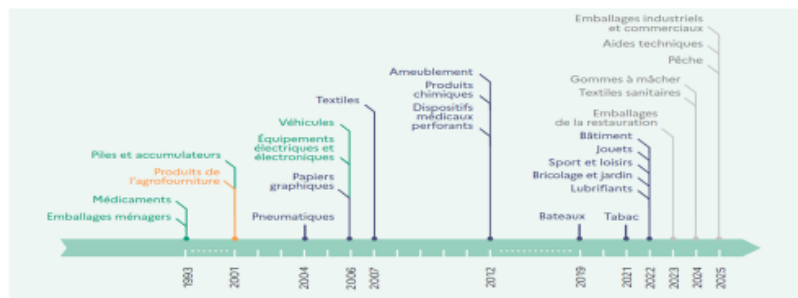 Emballages industriels
et commerciaux
Aides techniques
Pêche
Ameublement
Produits
chimiques
Dispositifs
médicaux
perforants
Gommes à mâcher
Textiles sanitaires
Textiles
Emballages
de la restauration
Véhicules
Équipements
électriques et
électroniques
Bâtiment
Jouets
Sport et loisirs
Bricolage et jardin
Lubrifiants
Piles et accumulateurs
Produits de
l'agrofourniture
Papiers
graphiques
Médicaments
Emballages ménagers
Pneumatiques
Bateaux
Tabac
1993
2001
2004
2006
2007
2012
2019
2021
2022
2023
2024
2025